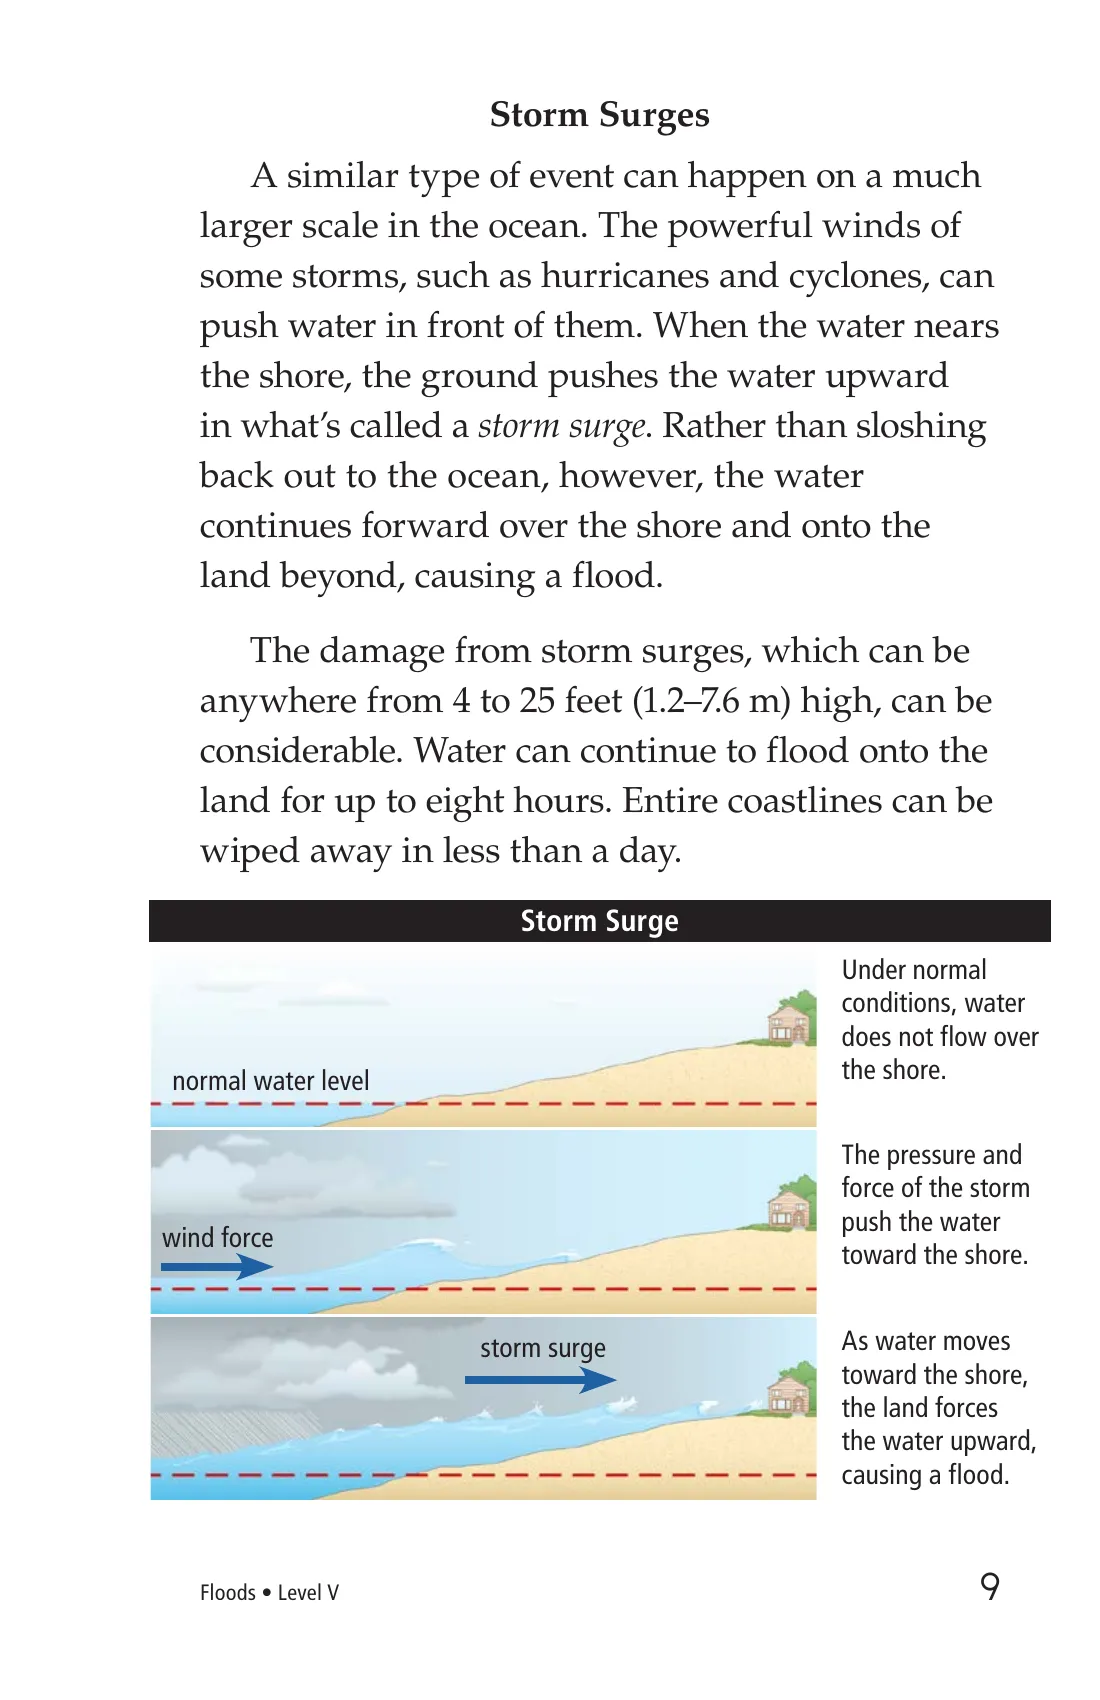 Storm Surges
A similar type of event can happen on a much
larger scale in the ocean. The powerful winds of
some storms, such as hurricanes and cyclones, can
push water in front of them. When the water nears
the shore, the ground pushes the water upward
in what’s called a storm surge. Rather than sloshing
back out to the ocean, however, the water
continues forward over the shore and onto the
land beyond, causing a flood.
The damage from storm surges, which can be
anywhere from 4 to 25 feet (1.2–7.6 m) high, can be
considerable. Water can continue to flood onto the
land for up to eight hours. Entire coastlines can be
wiped away in less than a day.
Storm Surge
normal water level
Under normal
conditions, water
does not flow over
the shore.
wind force
The pressure and
force of the storm
push the water
toward the shore.
storm surge
As water moves
toward the shore,
the land forces
the water upward,
causing a flood.
Floods • Level V
9